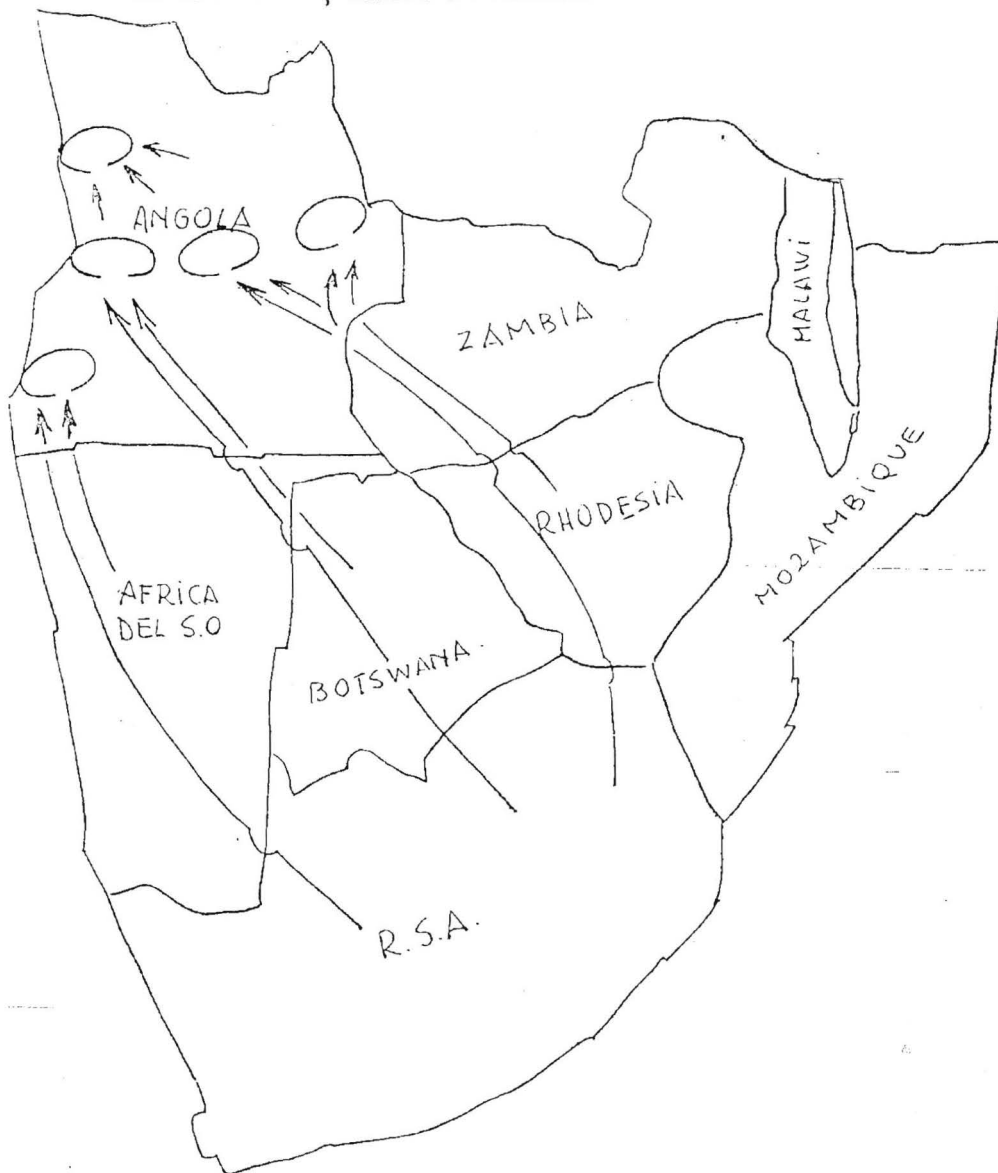 ANGOLA
ZAMBIA
MALAWI
RHODESIA
MOZAMBIQUE
AFRICA
DEL S.O
BOTSWANA.
R.S.A.